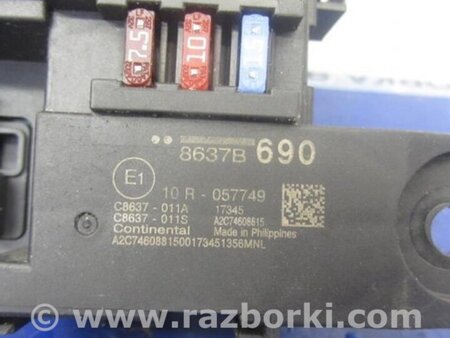 7.5
10
8637B 690
E1
10 R - 057749
C8637 - 011A 17345
C8637 - 011S A2C74608615
Continental Made in Philippines
A2C7460881500173451356MNL
© www.razborki.com